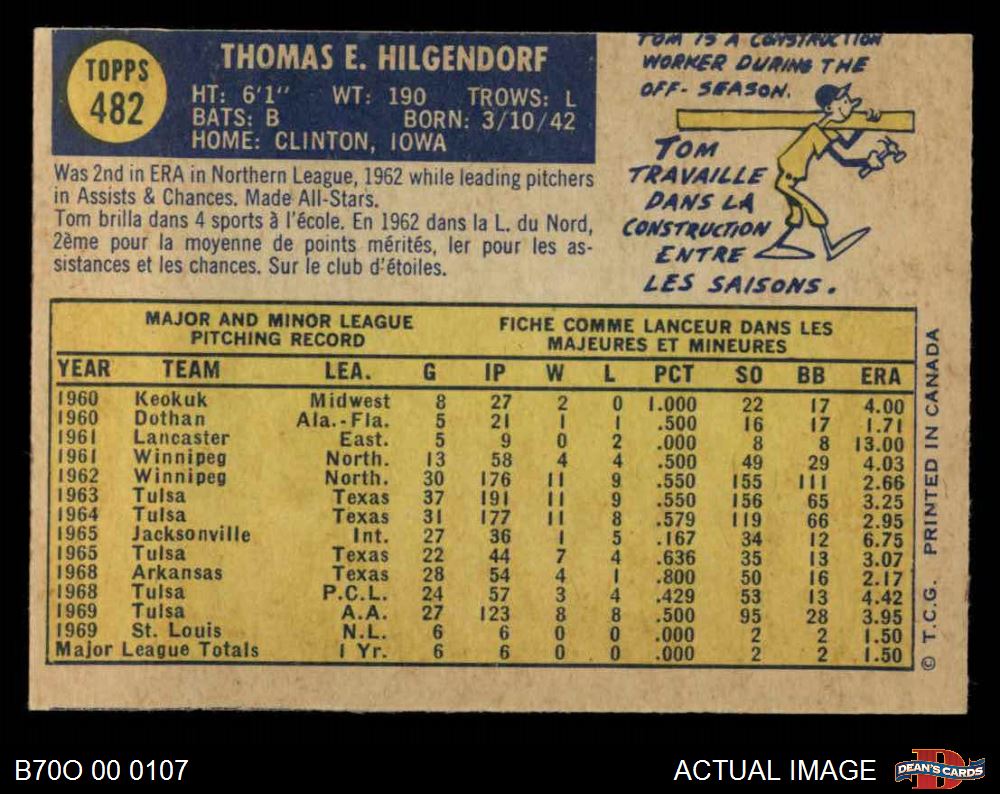 TOPPS
482
THOMAS E. HILGENDORF
HT: 6'1" WT: 190 TROWS: L
BATS: B BORN: 3/10/42
HOME: CLINTON, IOWA
Was 2nd in ERA in Northern League, 1962 while leading pitchers
in Assists & Chances. Made All-Stars.
Tom brilla dans 4 sports à l'école. En 1962 dans la L. du Nord,
2ème pour la moyenne de points mérités, ler pour les as-
sistances et les chances. Sur le club d'étoiles.
TOM IS A CONSTRUCTION
WORKER DURING THE
OFF-SEASON.
TOM
TRAVAILLE
DANS LA
CONSTRUCTION
ENTRE
LES SAISONS.
MAJOR AND MINOR LEAGUE
PITCHING RECORD
FICHE COMME LANCEUR DANS LES
MAJEURES ET MINEURES
YEAR TEAM LEA. G IP W L PCT SO BB ERA
1960 Keokuk Midwest 8 27 2 0 1.000 22 17 4.00
1960 Dothan Ala.-Fla. 5 21 1 1 .500 16 17 1.71
1961 Lancaster East. 5 9 0 2 .000 8 8 13.00
1961 Winnipeg North. 13 58 4 4 .500 49 29 4.03
1962 Winnipeg North. 30 176 11 9 .550 155 111 2.66
1963 Tulsa Texas 37 191 11 9 .550 156 65 3.25
1964 Tulsa Texas 31 177 11 8 .579 119 66 2.95
1965 Jacksonville Int. 27 36 1 5 .167 34 12 6.75
1965 Tulsa Texas 22 44 7 4 .636 35 13 3.07
1968 Arkansas Texas 28 54 4 1 .800 50 16 2.17
1968 Tulsa P.C.L. 24 57 3 4 .429 53 13 4.42
1969 Tulsa A.A. 27 123 8 8 .500 95 28 3.95
1969 St. Louis N.L. 6 6 0 0 .000 2 2 1.50
Major League Totals 1 Yr. 6 6 0 0 .000 2 2 1.50
© T.C.G. PRINTED IN CANADA
B70O 00 0107
ACTUAL IMAGE
DEAN'S CARDS